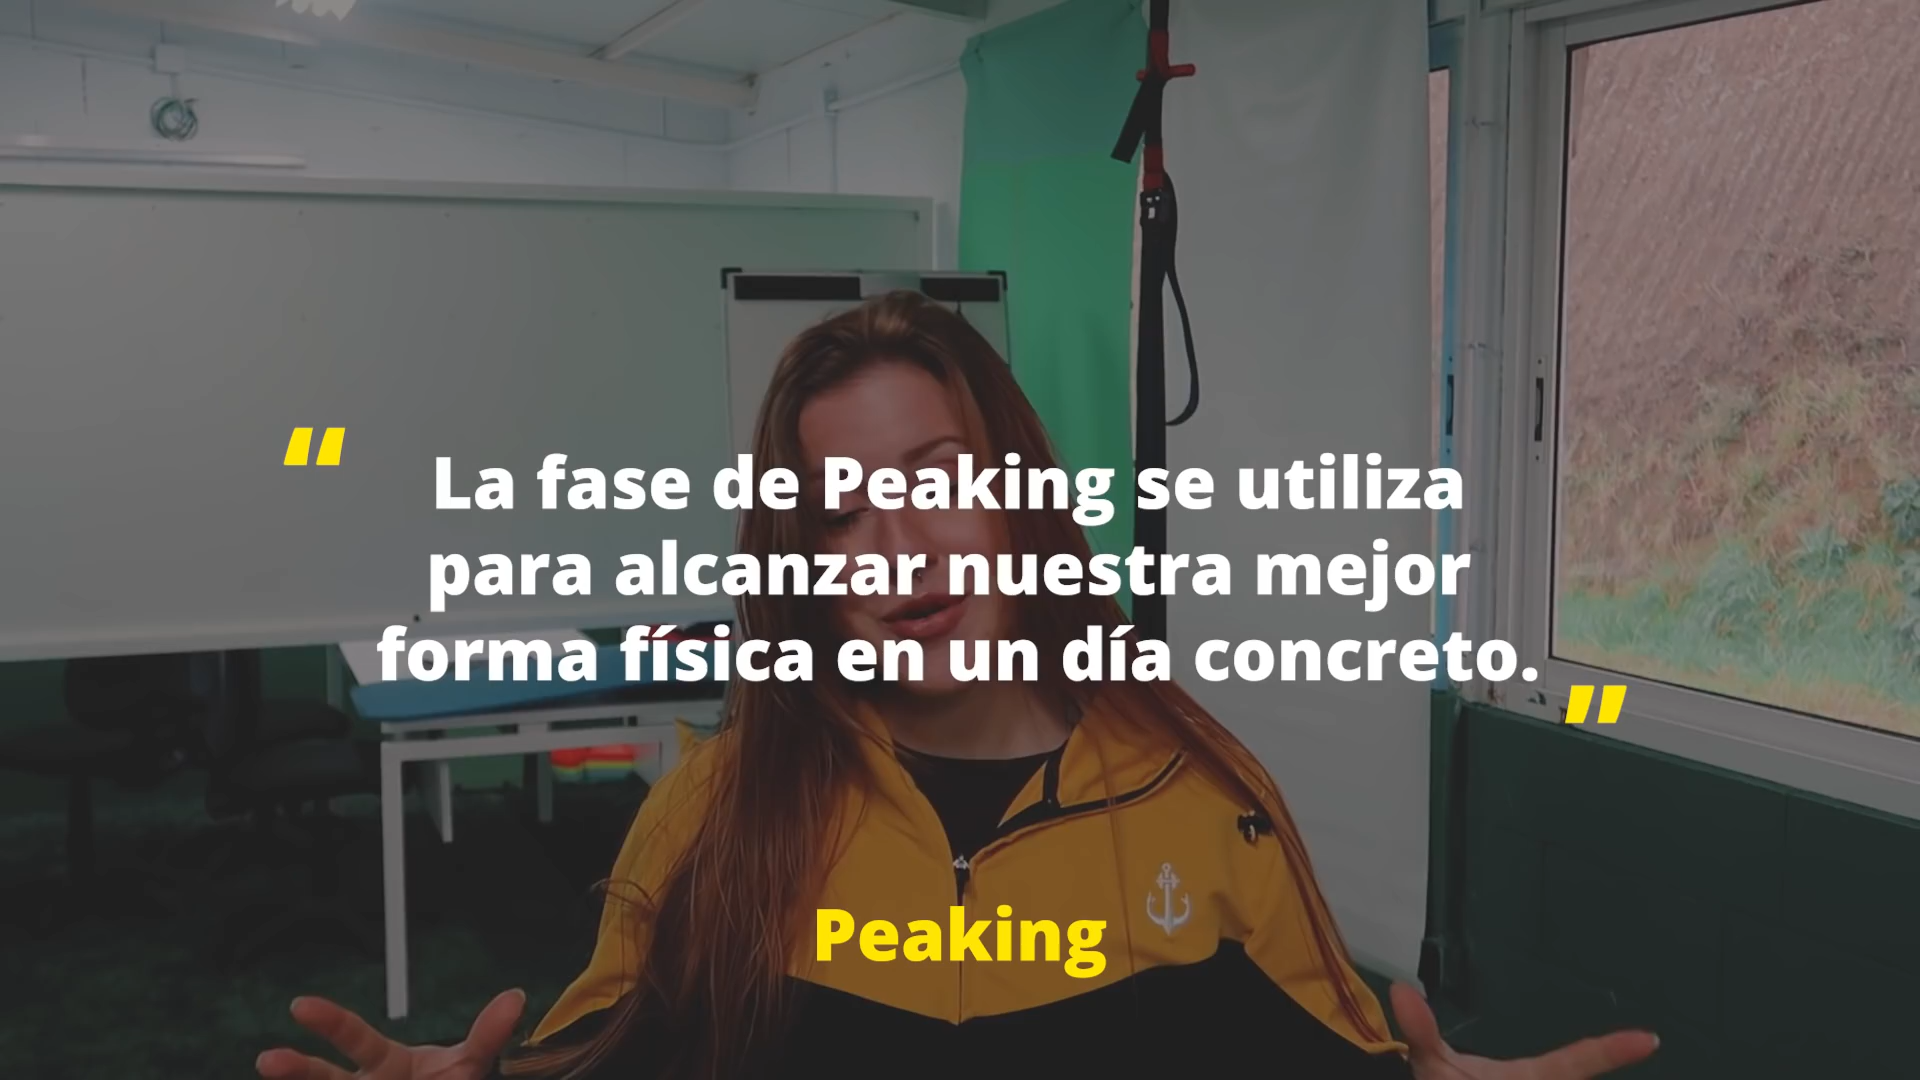 “
La fase de Peaking se utiliza
para alcanzar nuestra mejor
forma física en un día concreto.
”
Peaking